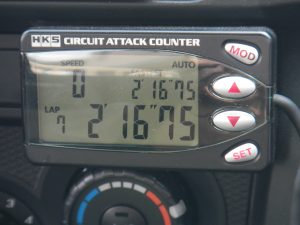 HKS CIRCUIT ATTACK COUNTER
SPEED AUTO MOD
0 2'16"75
LAP
7 2'16"75
SET